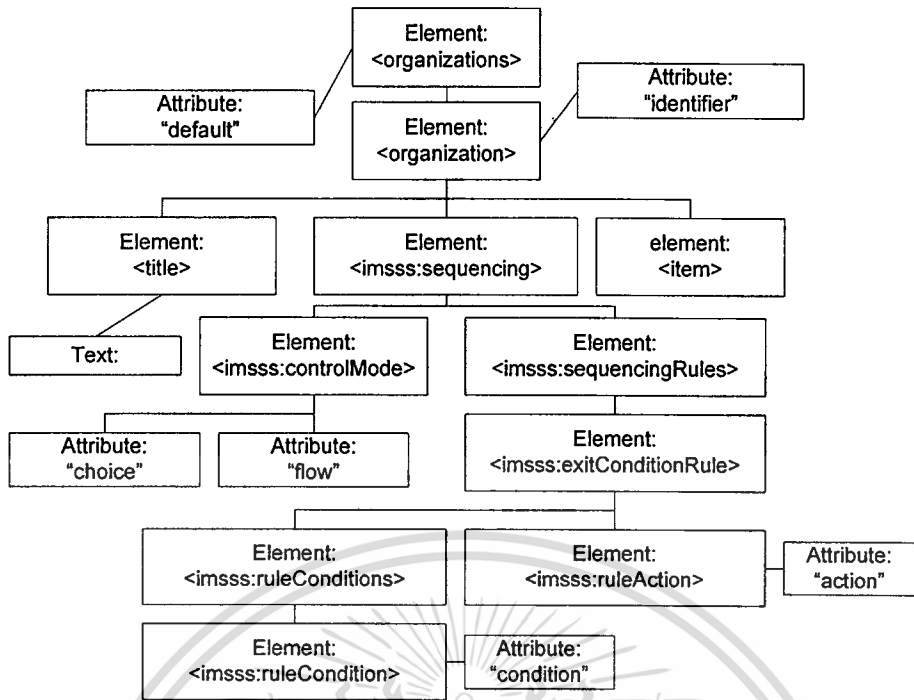 Element:
<organizations>
Attribute:
"default"
Attribute:
"identifier"
Element:
<organization>
Element:
<title>
Element:
<imsss:sequencing>
element:
<item>
Text:
Element:
<imsss:controlMode>
Element:
<imsss:sequencingRules>
Attribute:
"choice"
Attribute:
"flow"
Element:
<imsss:exitConditionRule>
Element:
<imsss:ruleConditions>
Element:
<imsss:ruleAction>
Attribute:
"action"
Element:
<imsss:ruleCondition>
Attribute:
"condition"